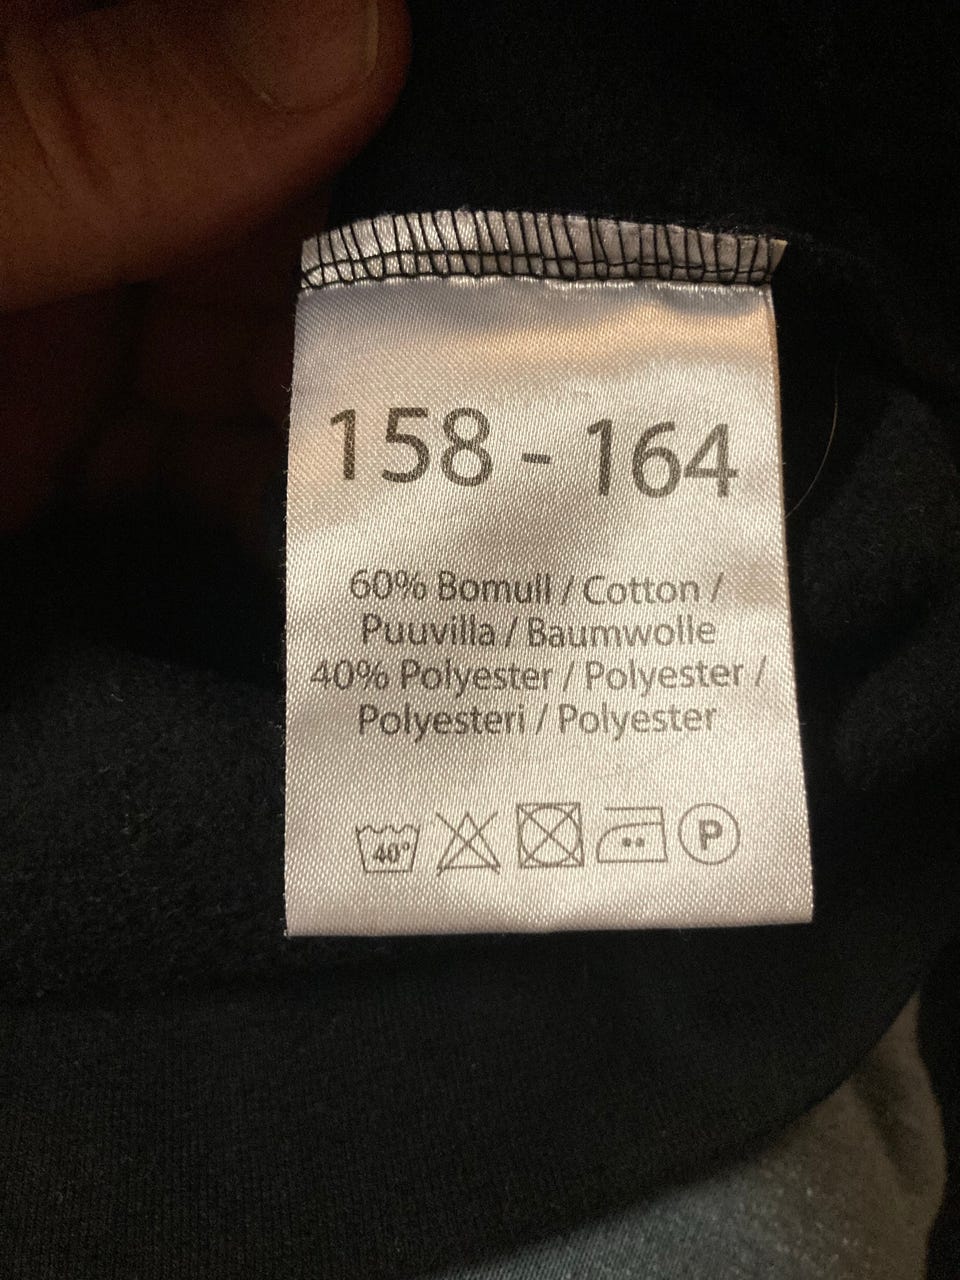 158 - 164
60% Bomull / Cotton /
Puuvilla / Baumwolle
40% Polyester / Polyester /
Polyesteri / Polyester
40° P